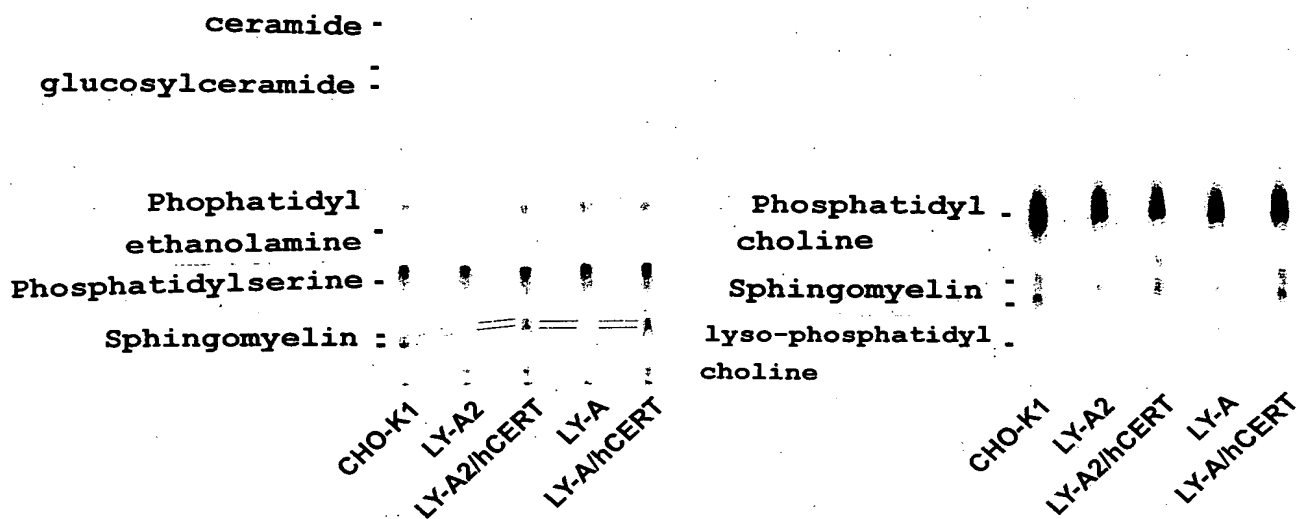 ceramide -
glucosylceramide -
Phophatidyl
ethanolamine -
Phosphatidylserine -
Sphingomyelin -
CHO-K1
LY-A2
LY-A2/hCERT
LY-A
LY-A/hCERT
Phosphatidyl -
choline
Sphingomyelin -
lyso-phosphatidyl -
choline
CHO-K1
LY-A2
LY-A2/hCERT
LY-A
LY-A/hCERT